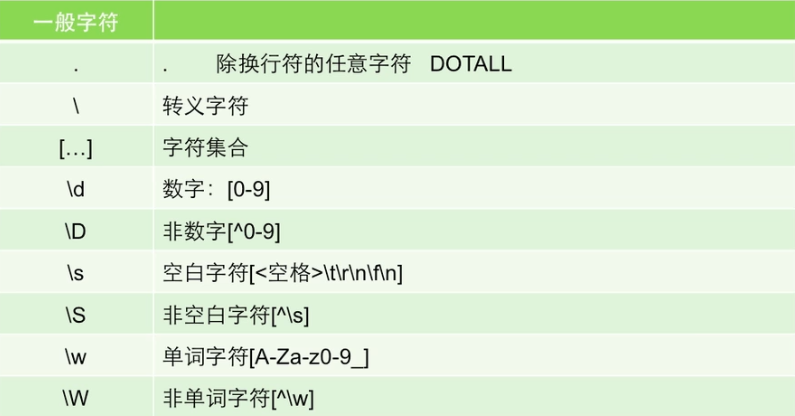 一般字符
. . 除换行符的任意字符 DOTALL
\ 转义字符
[…] 字符集合
\d 数字：[0-9]
\D 非数字[^0-9]
\s 空白字符[<空格>\t\r\n\f\n]
\S 非空白字符[^\s]
\w 单词字符[A-Za-z0-9_]
\W 非单词字符[^\w]